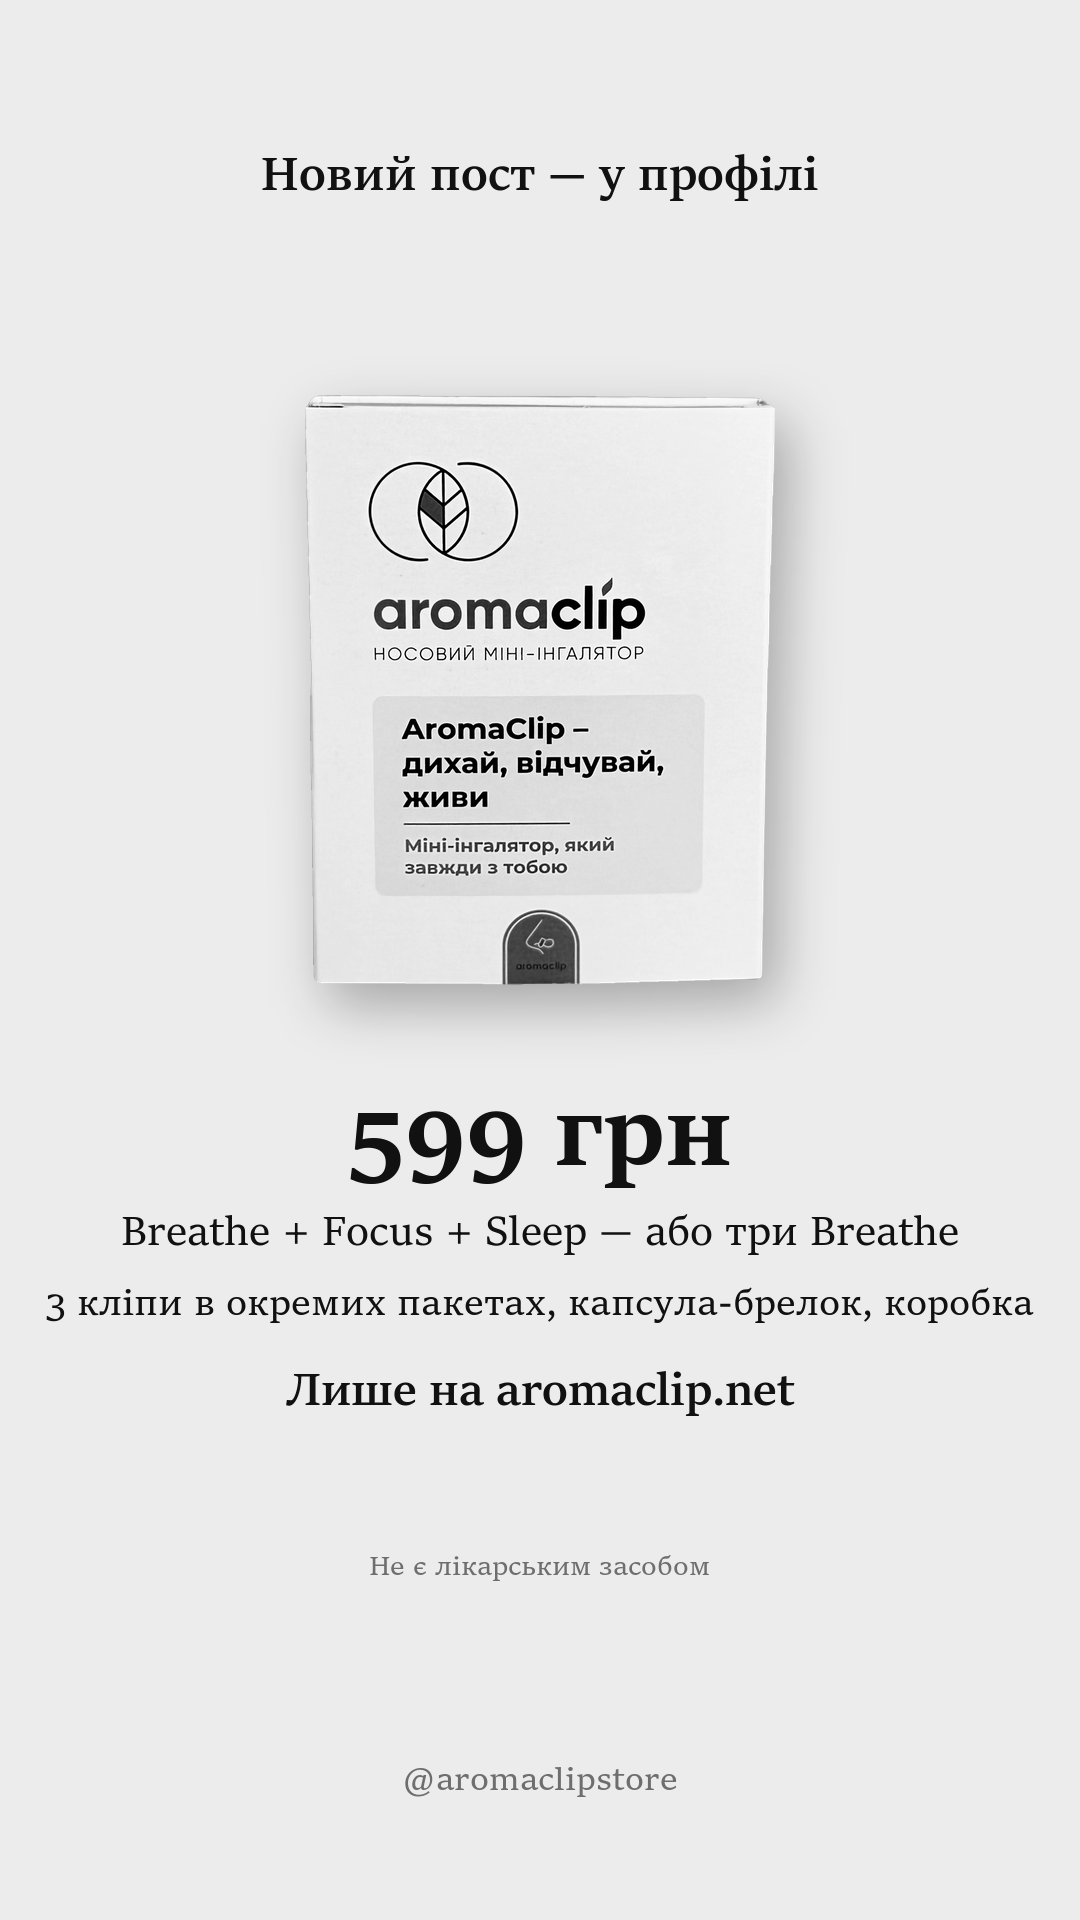 Новий пост — у профілі
aromaclip
НОСОВИЙ МІНІ-ІНГАЛЯТОР
AromaClip –
дихай, відчувай,
живи
Міні-інгалятор, який
завжди з тобою
aromaclip
599 грн
Breathe + Focus + Sleep — або три Breathe
3 кліпи в окремих пакетах, капсула-брелок, коробка
Лише на aromaclip.net
Не є лікарським засобом
@aromaclipstore